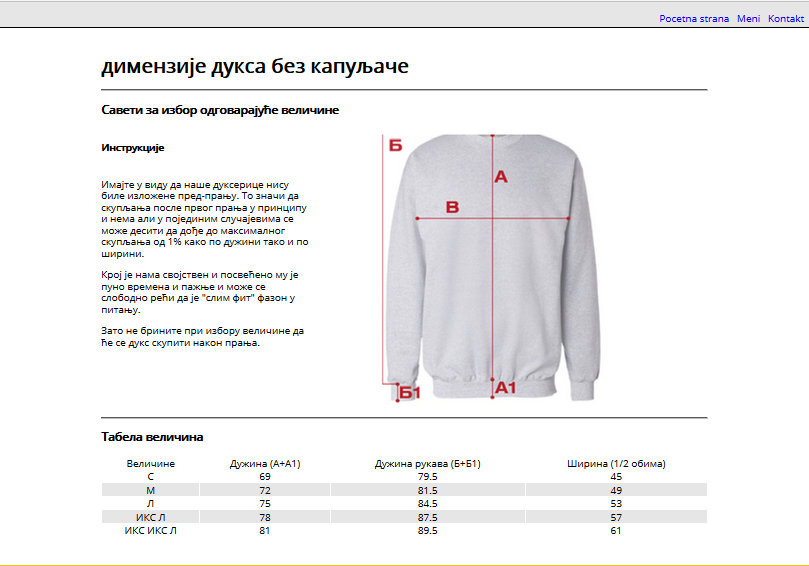 Pocetna strana Meni Kontakt
димензије дукса без капуљаче
Савети за избор одговарајуће величине
Инструкције
Имајте у виду да наше дуксерице нису
биле изложене пред-прању. То значи да
скупљања после првог прања у принципу
и нема али у појединим случајевима се
може десити да дође до максималног
скупљања од 1% како по дужини тако и по
ширини.
Крој је нама својствен и посвећено му је
пуно времена и пажње и може се
слободно рећи да је "слим фит" фазон у
питању.
Зато не брините при избору величине да
ће се дукс скупити након прања.
Б
А
В
Б1
А1
Табела величина
Величине Дужина (А+А1) Дужина рукава (Б+Б1) Ширина (1/2 обима)
С 69 79.5 45
М 72 81.5 49
Л 75 84.5 53
ИКС Л 78 87.5 57
ИКС ИКС Л 81 89.5 61